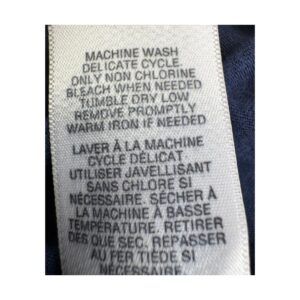 MACHINE WASH
DELICATE CYCLE.
ONLY NON CHLORINE
BLEACH WHEN NEEDED
TUMBLE DRY LOW
REMOVE PROMPTLY
WARM IRON IF NEEDED
LAVER À LA MACHINE
CYCLE DÉLICAT
UTILISER JAVELLISANT
SANS CHLORE SI
NÉCESSAIRE. SÉCHER À
LA MACHINE À BASSE
TEMPÉRATURE. RETIRER
DES QUE SEC. REPASSER
AU FER TIÈDE SI
NÉCESSAIRE